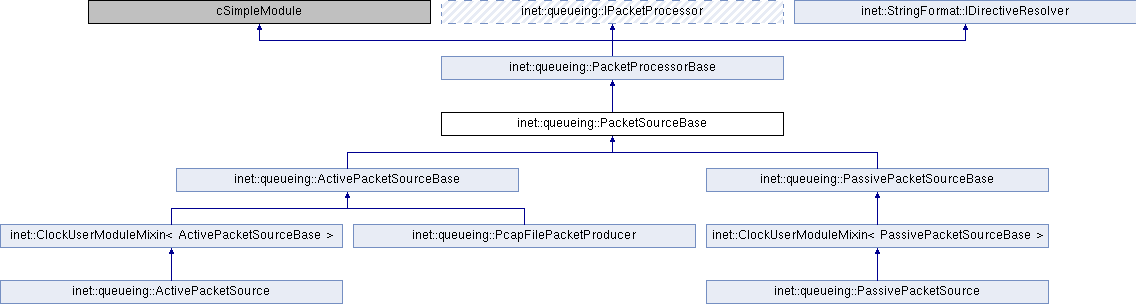 cSimpleModule
inet::queueing::IPacketProcessor
inet::StringFormat::IDirectiveResolver
inet::queueing::PacketProcessorBase
inet::queueing::PacketSourceBase
inet::queueing::ActivePacketSourceBase
inet::queueing::PassivePacketSourceBase
inet::ClockUserModuleMixin< ActivePacketSourceBase >
inet::queueing::PcapFilePacketProducer
inet::ClockUserModuleMixin< PassivePacketSourceBase >
inet::queueing::ActivePacketSource
inet::queueing::PassivePacketSource